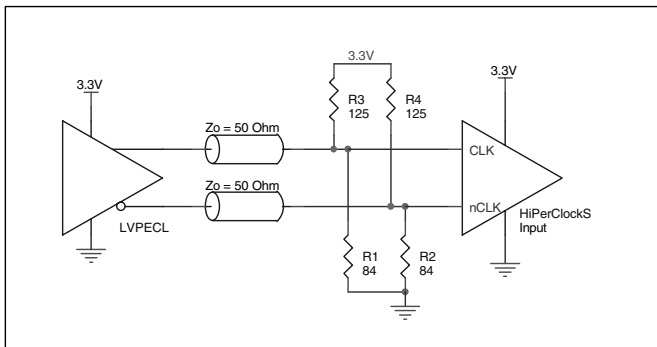 3.3V
3.3V
3.3V
R3
125
R4
125
Zo = 50 Ohm
CLK
Zo = 50 Ohm
nCLK
HiPerClockS
Input
LVPECL
R1
84
R2
84